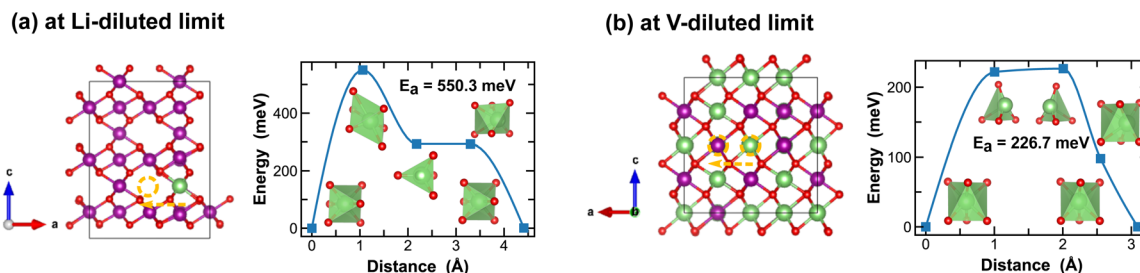 (a) at Li-diluted limit
(b) at V-diluted limit
c
a
Energy (meV)
400
200
0
Ea = 550.3 meV
0 1 2 3 4
Distance (Å)
c
a
b
Energy (meV)
200
100
0
Ea = 226.7 meV
0 1 2 3
Distance (Å)